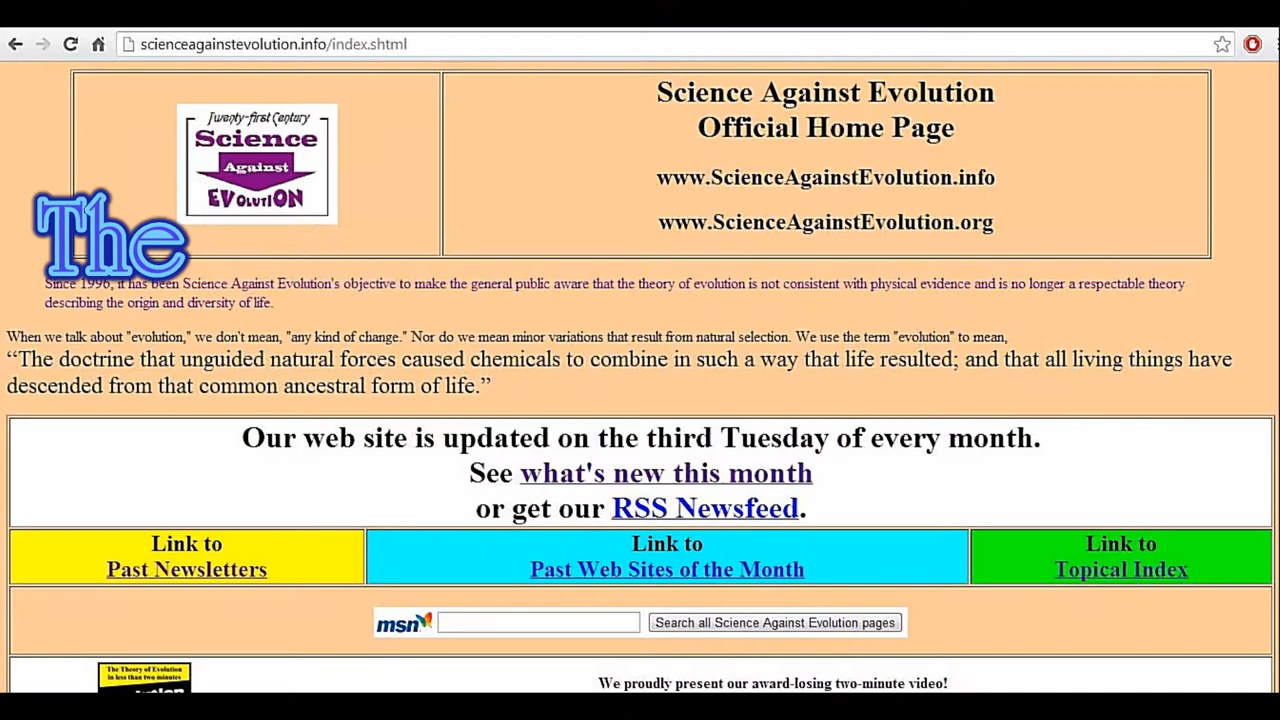 scienceagainstevolution.info/index.shtml
Twenty-first Century
Science
Against
EVOLUTION
Science Against Evolution
Official Home Page
www.ScienceAgainstEvolution.info
www.ScienceAgainstEvolution.org
The
Since 1996, it has been Science Against Evolution's objective to make the general public aware that the theory of evolution is not consistent with physical evidence and is no longer a respectable theory
describing the origin and diversity of life.
When we talk about "evolution," we don't mean, "any kind of change." Nor do we mean minor variations that result from natural selection. We use the term "evolution" to mean,
“The doctrine that unguided natural forces caused chemicals to combine in such a way that life resulted; and that all living things have
descended from that common ancestral form of life.”
Our web site is updated on the third Tuesday of every month.
See what's new this month
or get our RSS Newsfeed.
Link to
Past Newsletters
Link to
Past Web Sites of the Month
Link to
Topical Index
msn
Search all Science Against Evolution pages
The Theory of Evolution
in less than two minutes
We proudly present our award-losing two-minute video!